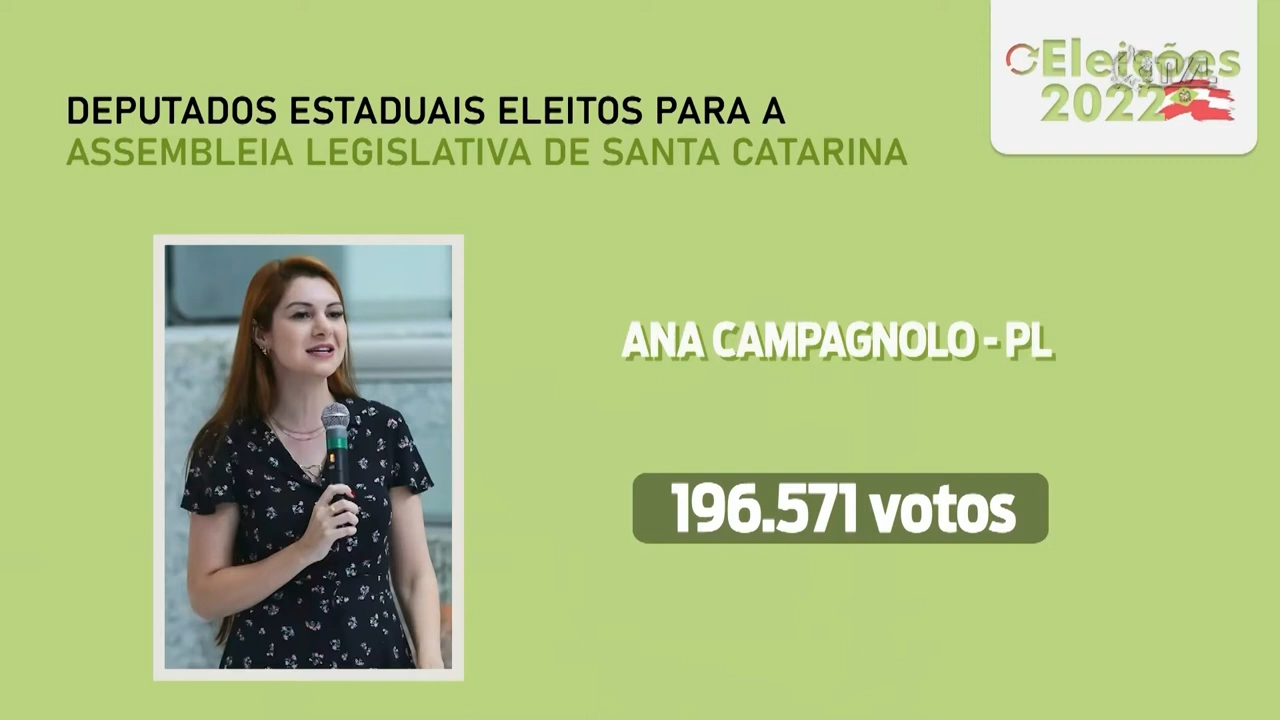 DEPUTADOS ESTADUAIS ELEITOS PARA A
ASSEMBLEIA LEGISLATIVA DE SANTA CATARINA
Eleições
2022
ANA CAMPAGNOLO - PL
196.571 votos